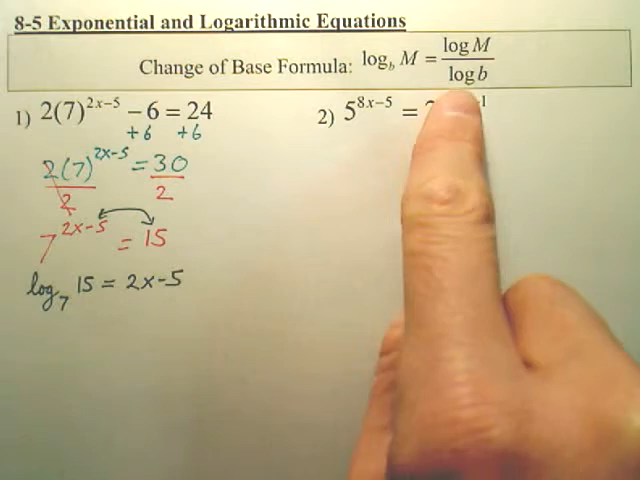 8-5 Exponential and Logarithmic Equations
Change of Base Formula: log_b M = log M / log b
1) 2(7)^{2x-5} - 6 = 24
+6 +6
2(7)^{2x-5} = 30
2 2
7^{2x-5} = 15
log_7 15 = 2x-5
2) 5^{8x-5} =